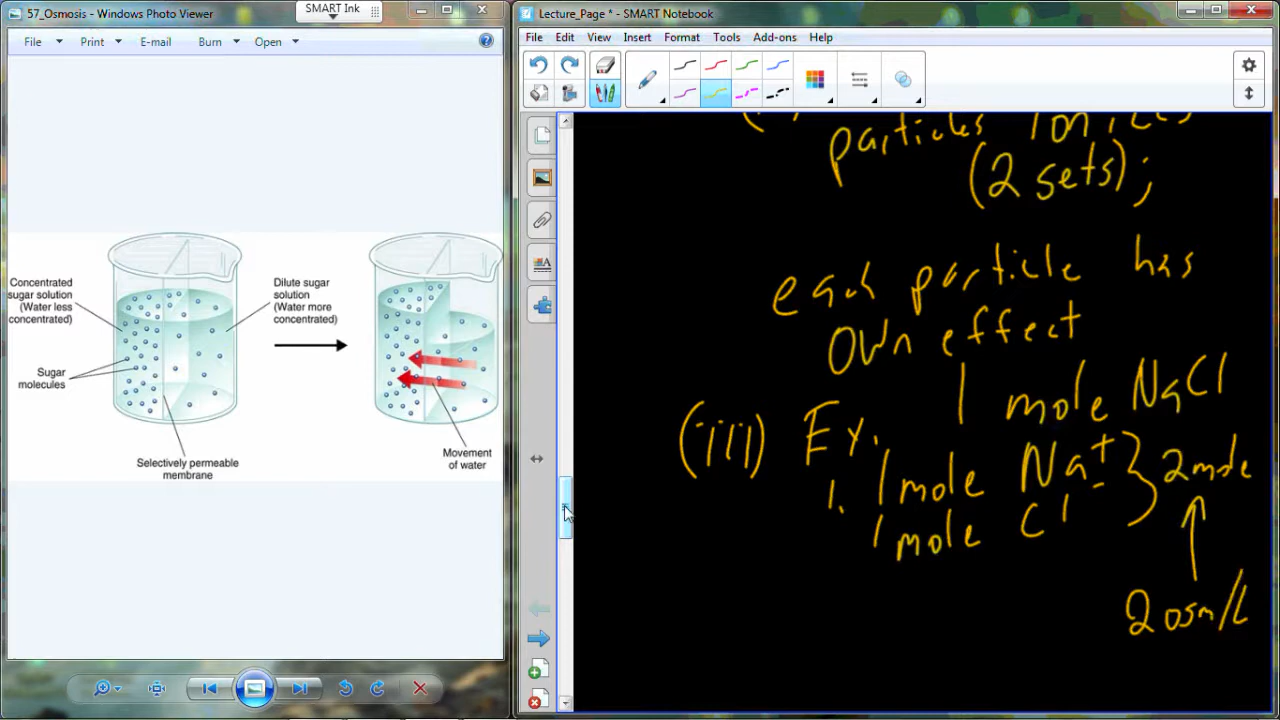 57_Osmosis - Windows Photo Viewer
SMART Ink
File Print E-mail Burn Open
Concentrated
sugar solution
(Water less
concentrated)
Sugar
molecules
Dilute sugar
solution
(Water more
concentrated)
Selectively permeable
membrane
Movement
of water
Lecture_Page * - SMART Notebook
File Edit View Insert Format Tools Add-ons Help
particles
(2 sets);
each particle has
own effect
1 mole NaCl
(iii) Ex.
1. 1 mole Na+ } 2 mole
1 mole Cl-
2 osm/L